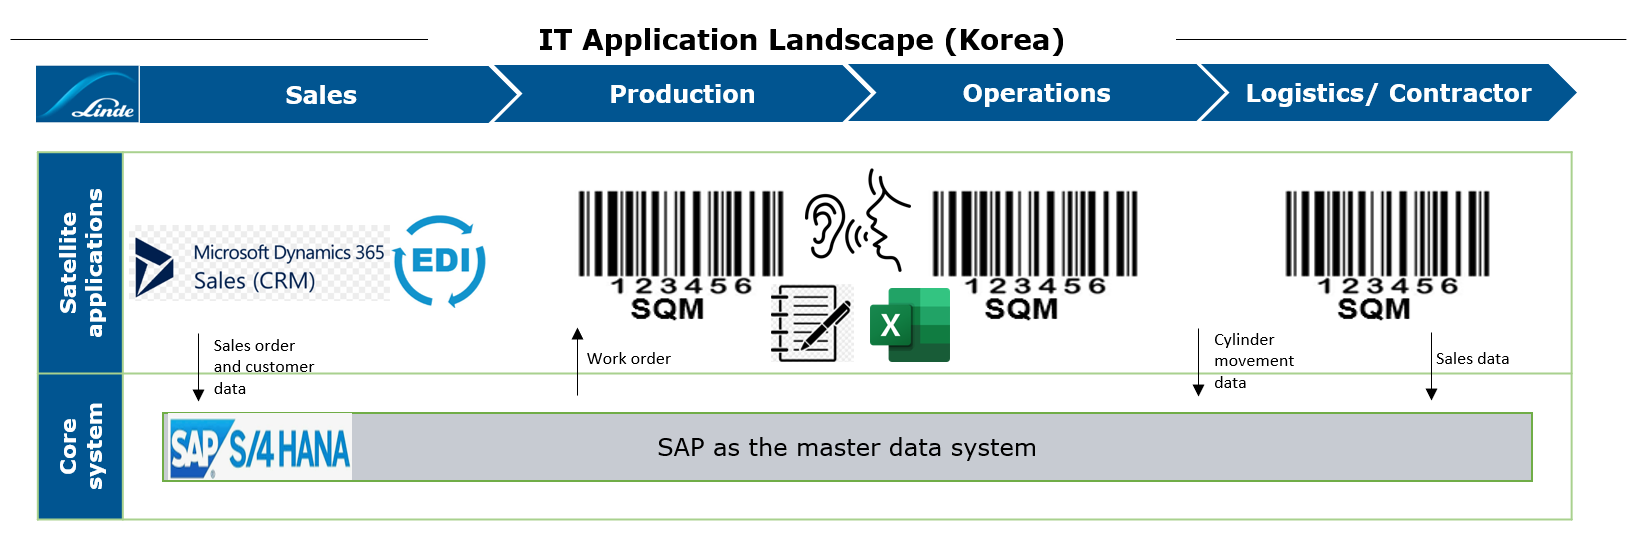 IT Application Landscape (Korea)
Linde
Sales
Production
Operations
Logistics/ Contractor
Satellite
applications
Microsoft Dynamics 365
Sales (CRM)
EDI
123456
SQM
X
123456
SQM
123456
SQM
Sales order
and customer
data
Work order
Cylinder
movement
data
Sales data
Core
system
SAP S/4 HANA
®
SAP as the master data system